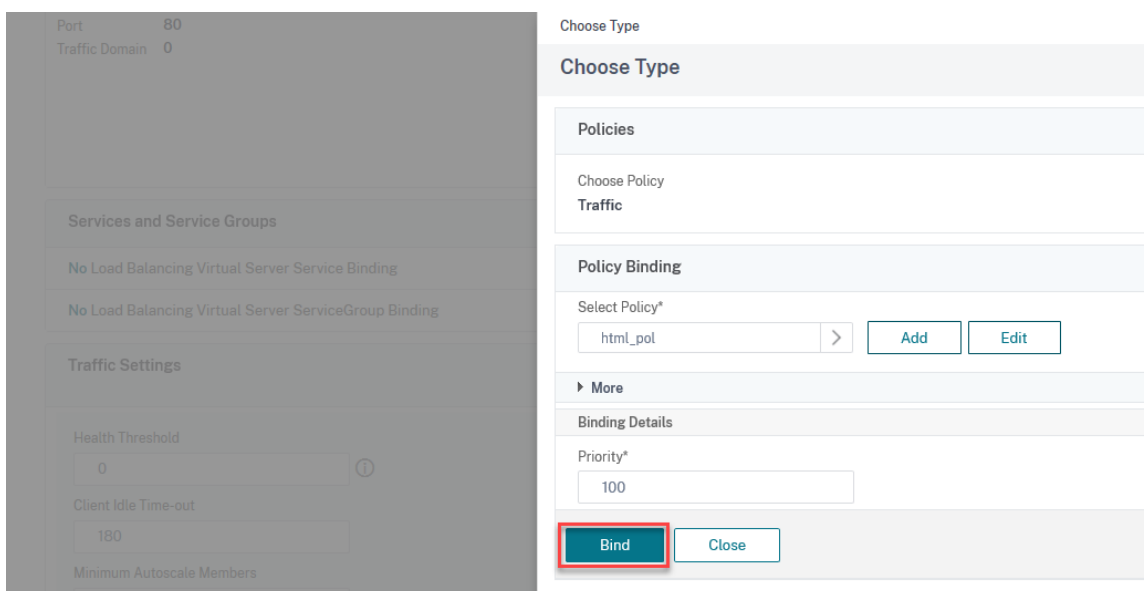 Port 80
Traffic Domain 0
Services and Service Groups
No Load Balancing Virtual Server Service Binding
No Load Balancing Virtual Server ServiceGroup Binding
Traffic Settings
Health Threshold
0
Client Idle Time-out
180
Minimum Autoscale Members
Choose Type
Choose Type
Policies
Choose Policy
Traffic
Policy Binding
Select Policy*
html_pol Add Edit
More
Binding Details
Priority*
100
Bind Close